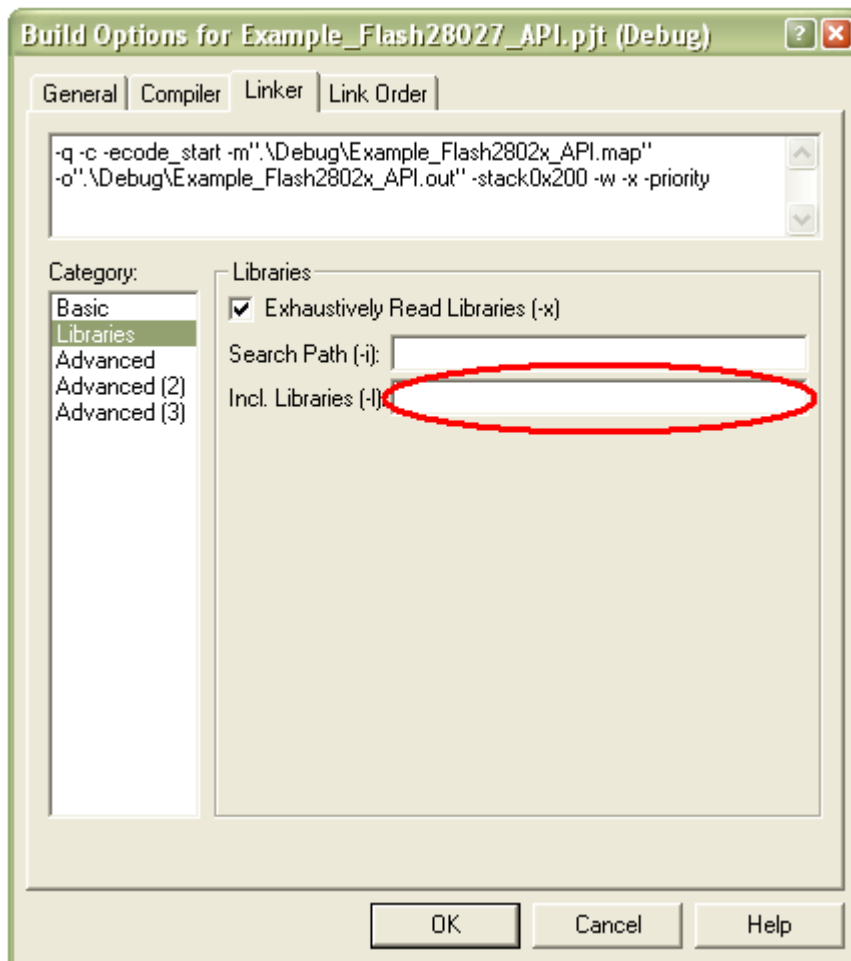 Build Options for Example_Flash28027_API.pjt (Debug)
General Compiler Linker Link Order
-q -c -ecode_start -m".\Debug\Example_Flash2802x_API.map"
-o".\Debug\Example_Flash2802x_API.out" -stack0x200 -w -x -priority
Category:
Basic
Libraries
Advanced
Advanced (2)
Advanced (3)
Libraries
Exhaustively Read Libraries (-x)
Search Path (-i):
Incl. Libraries (-l):
OK Cancel Help